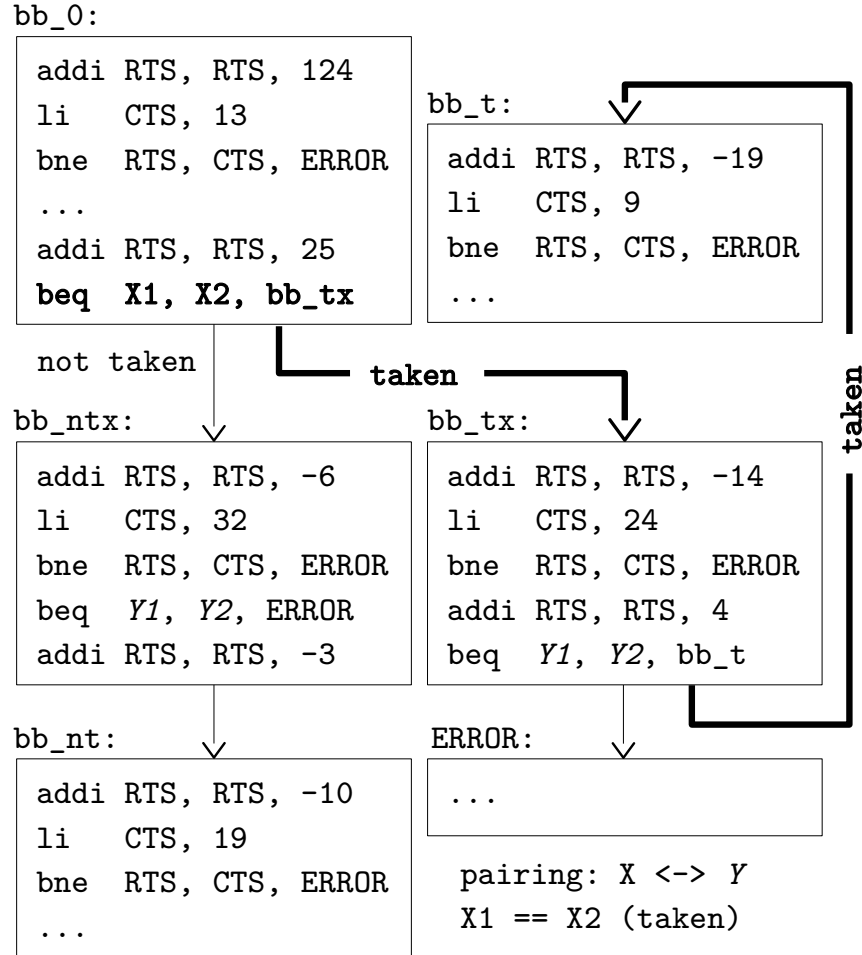 bb_0:
addi RTS, RTS, 124
li CTS, 13
bne RTS, CTS, ERROR
...
addi RTS, RTS, 25
beq X1, X2, bb_tx
bb_t:
addi RTS, RTS, -19
li CTS, 9
bne RTS, CTS, ERROR
...
not taken
taken
taken
bb_ntx:
addi RTS, RTS, -6
li CTS, 32
bne RTS, CTS, ERROR
beq Y1, Y2, ERROR
addi RTS, RTS, -3
bb_tx:
addi RTS, RTS, -14
li CTS, 24
bne RTS, CTS, ERROR
addi RTS, RTS, 4
beq Y1, Y2, bb_t
bb_nt:
addi RTS, RTS, -10
li CTS, 19
bne RTS, CTS, ERROR
...
ERROR:
...
pairing: X <-> Y
X1 == X2 (taken)